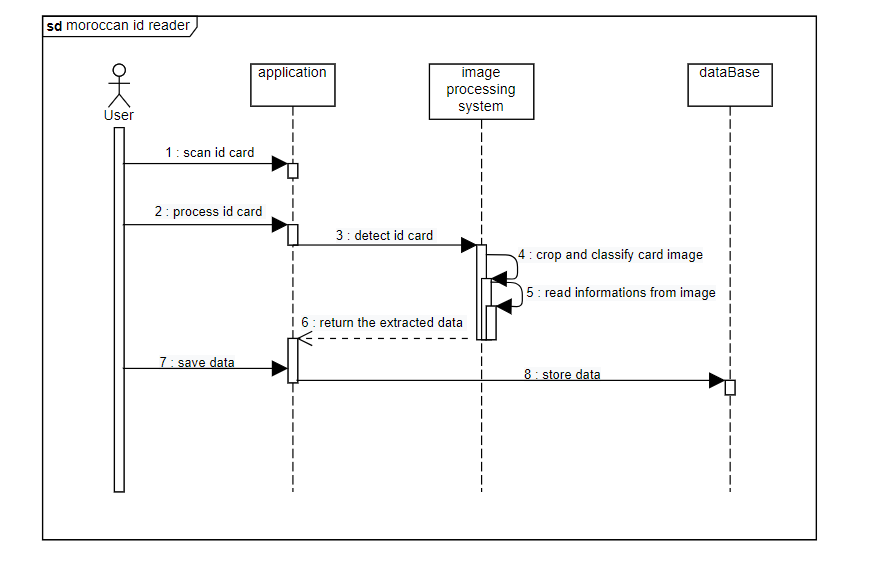 sd moroccan id reader
application
image
processing
system
dataBase
User
1 : scan id card
2 : process id card
3 : detect id card
4 : crop and classify card image
5 : read informations from image
6 : return the extracted data
7 : save data
8 : store data